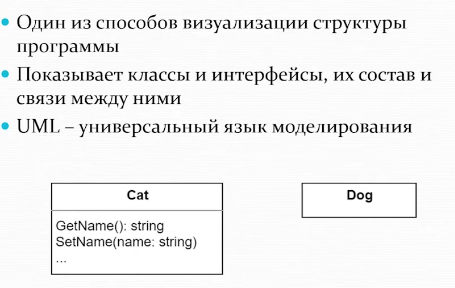 Один из способов визуализации структуры
программы
Показывает классы и интерфейсы, их состав и
связи между ними
UML – универсальный язык моделирования
Cat
Dog
GetName(): string
SetName(name: string)
...